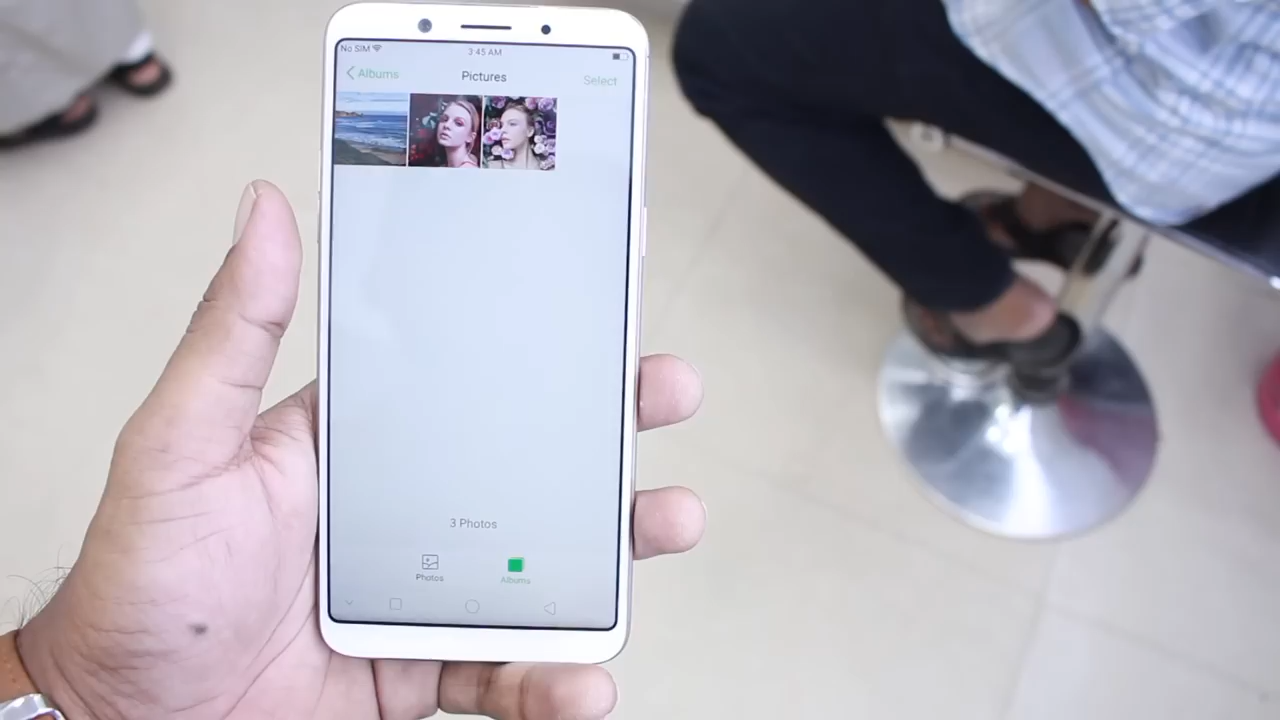 No SIM
3:45 AM
Albums
Pictures
Select
3 Photos
Photos
Albums